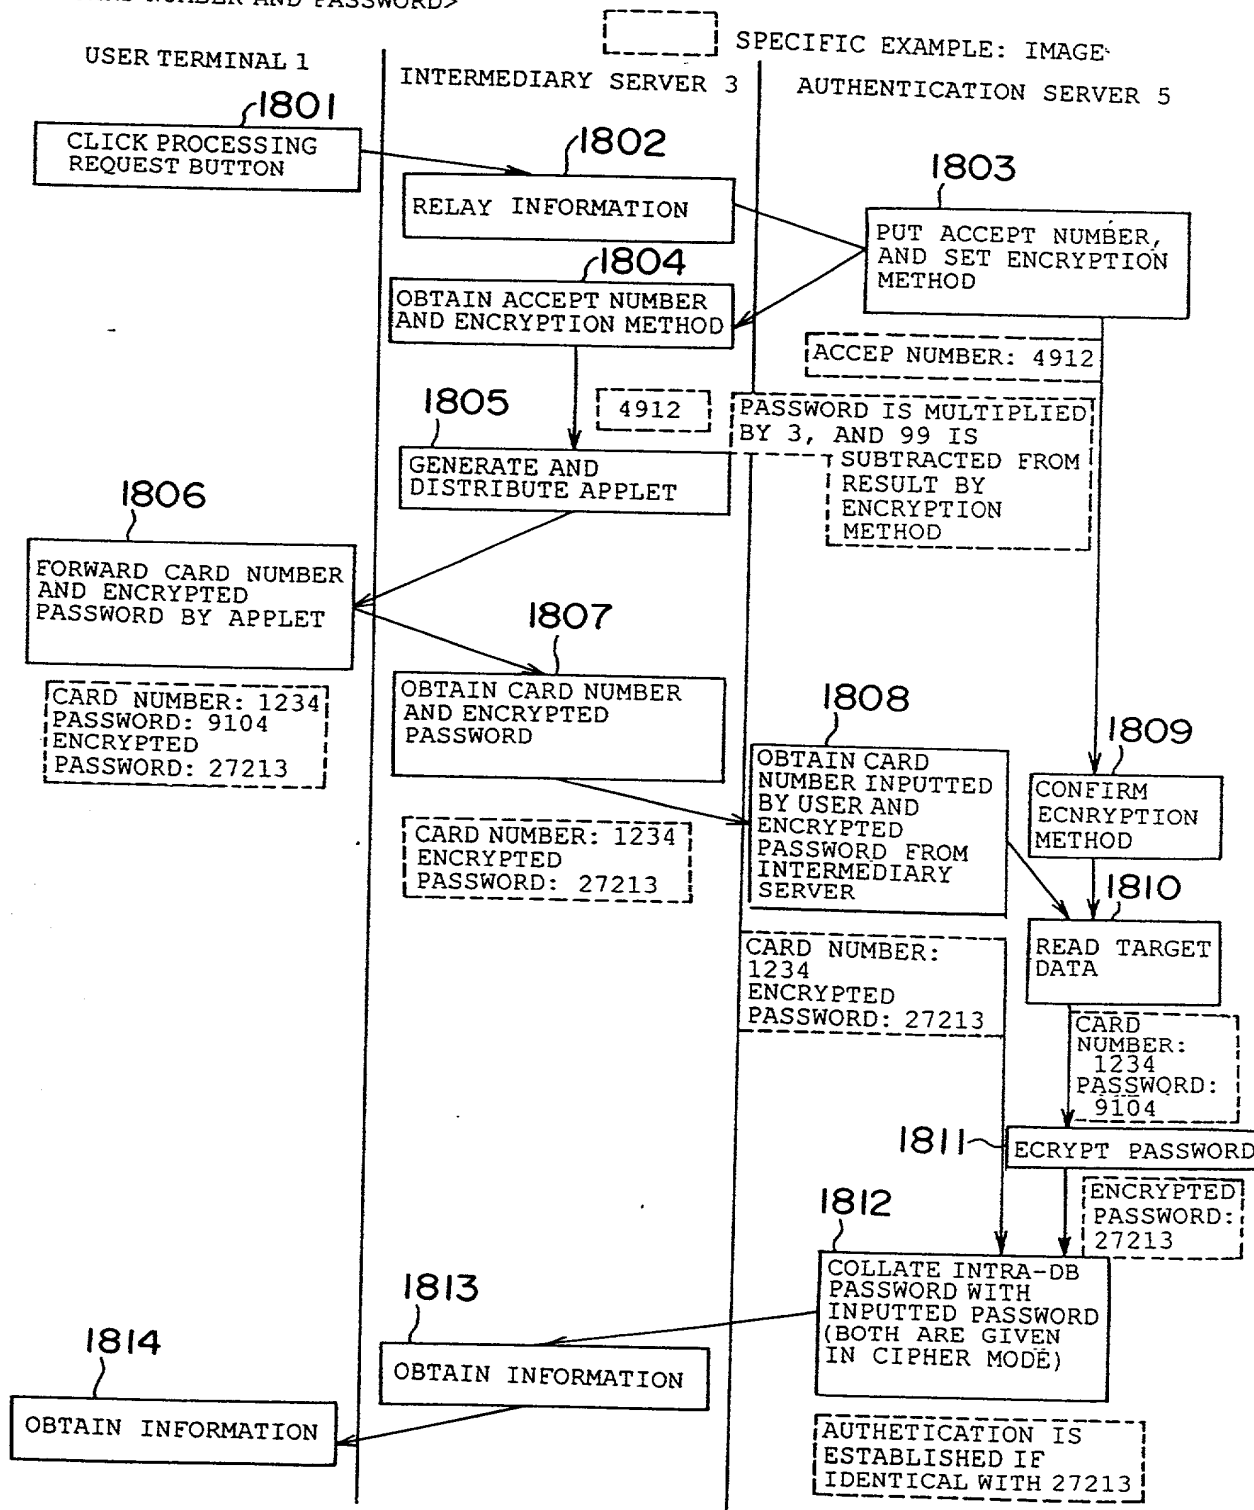 NUMBER AND PASSWORD>
SPECIFIC EXAMPLE: IMAGE
USER TERMINAL 1
INTERMEDIARY SERVER 3
AUTHENTICATION SERVER 5
1801
CLICK PROCESSING
REQUEST BUTTON
1802
RELAY INFORMATION
1803
PUT ACCEPT NUMBER,
AND SET ENCRYPTION
METHOD
1804
OBTAIN ACCEPT NUMBER
AND ENCRYPTION METHOD
ACCEP NUMBER: 4912
4912
PASSWORD IS MULTIPLIED
BY 3, AND 99 IS
SUBTRACTED FROM
RESULT BY
ENCRYPTION
METHOD
1805
GENERATE AND
DISTRIBUTE APPLET
1806
FORWARD CARD NUMBER
AND ENCRYPTED
PASSWORD BY APPLET
CARD NUMBER: 1234
PASSWORD: 9104
ENCRYPTED
PASSWORD: 27213
1807
OBTAIN CARD NUMBER
AND ENCRYPTED
PASSWORD
CARD NUMBER: 1234
ENCRYPTED
PASSWORD: 27213
1808
OBTAIN CARD
NUMBER INPUTTED
BY USER AND
ENCRYPTED
PASSWORD FROM
INTERMEDIARY
SERVER
CARD NUMBER:
1234
ENCRYPTED
PASSWORD: 27213
1809
CONFIRM
ECNRYPTION
METHOD
1810
READ TARGET
DATA
CARD
NUMBER:
1234
PASSWORD:
9104
1811
ECRYPT PASSWORD
ENCRYPTED
PASSWORD:
27213
1812
COLLATE INTRA-DB
PASSWORD WITH
INPUTTED PASSWORD
(BOTH ARE GIVEN
IN CIPHER MODE)
AUTHETICATION IS
ESTABLISHED IF
IDENTICAL WITH 27213
1813
OBTAIN INFORMATION
1814
OBTAIN INFORMATION